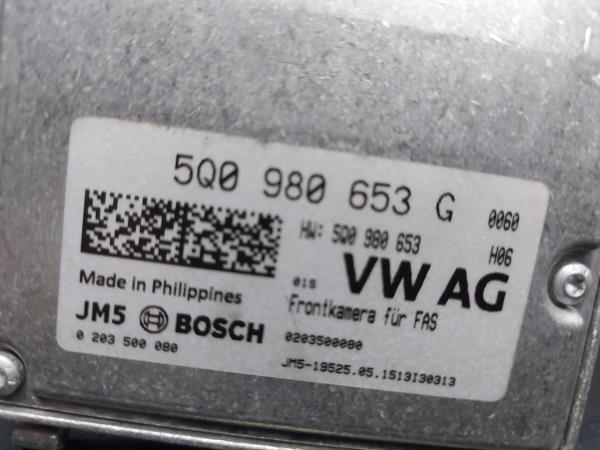 5Q0 980 653 G 0060
HW: 5Q0 980 653 H06
015 VW AG
Made in Philippines
Frontkamera für FAS
JM5 BOSCH
0203500080
0 203 500 080
JM5-19525.05.1513I30313